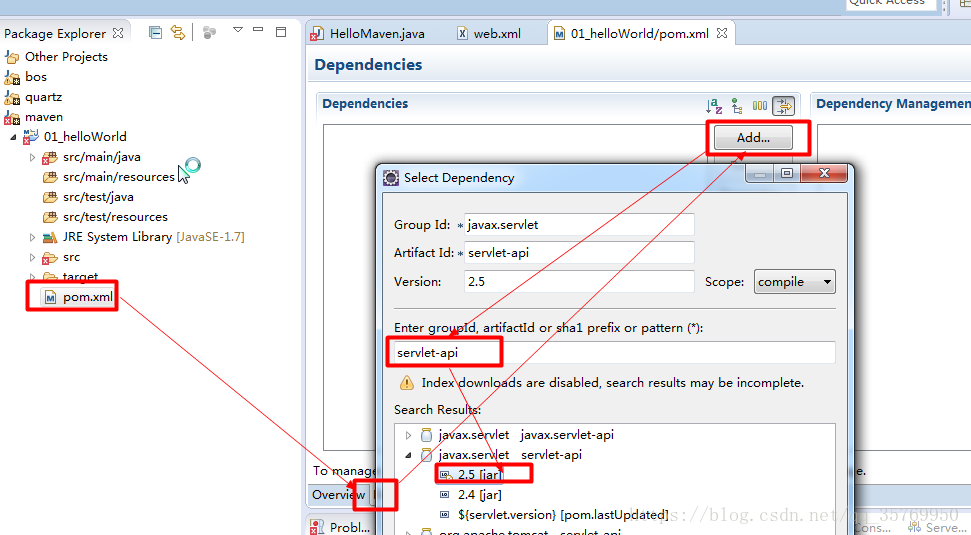 Quick Access
Package Explorer
HelloMaven.java
web.xml
01_helloWorld/pom.xml
Other Projects
bos
quartz
maven
01_helloWorld
src/main/java
src/main/resources
src/test/java
src/test/resources
JRE System Library [JavaSE-1.7]
src
target
pom.xml
Dependencies
Dependencies
Dependency Managemen
Add...
Select Dependency
Group Id: * javax.servlet
Artifact Id: * servlet-api
Version: 2.5 Scope: compile
Enter groupId, artifactId or sha1 prefix or pattern (*):
servlet-api
Index downloads are disabled, search results may be incomplete.
Search Results:
javax.servlet javax.servlet-api
javax.servlet servlet-api
2.5 [jar]
2.4 [jar]
${servlet.version} [pom.lastUpdated]
org.apache.tomcat servlet-api
To manage
e.
Overview
Probl...
Cons...
Serve...
https://blog.csdn.net/qq_35769950